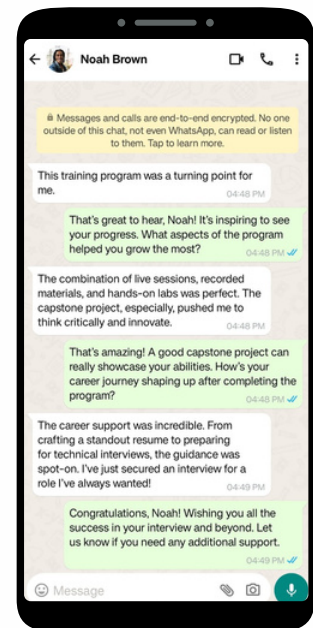 Noah Brown
Messages and calls are end-to-end encrypted. No one
outside of this chat, not even WhatsApp, can read or listen
to them. Tap to learn more.
This training program was a turning point for
me.
04:48 PM
That's great to hear, Noah! It's inspiring to see
your progress. What aspects of the program
helped you grow the most?
04:48 PM
The combination of live sessions, recorded
materials, and hands-on labs was perfect. The
capstone project, especially, pushed me to
think critically and innovate.
04:48 PM
That's amazing! A good capstone project can
really showcase your abilities. How's your
career journey shaping up after completing the
program?
04:48 PM
The career support was incredible. From
crafting a standout resume to preparing
for technical interviews, the guidance was
spot-on. I've just secured an interview for a
role I've always wanted!
04:49 PM
Congratulations, Noah! Wishing you all the
success in your interview and beyond. Let
us know if you need any additional support.
04:49 PM
Message